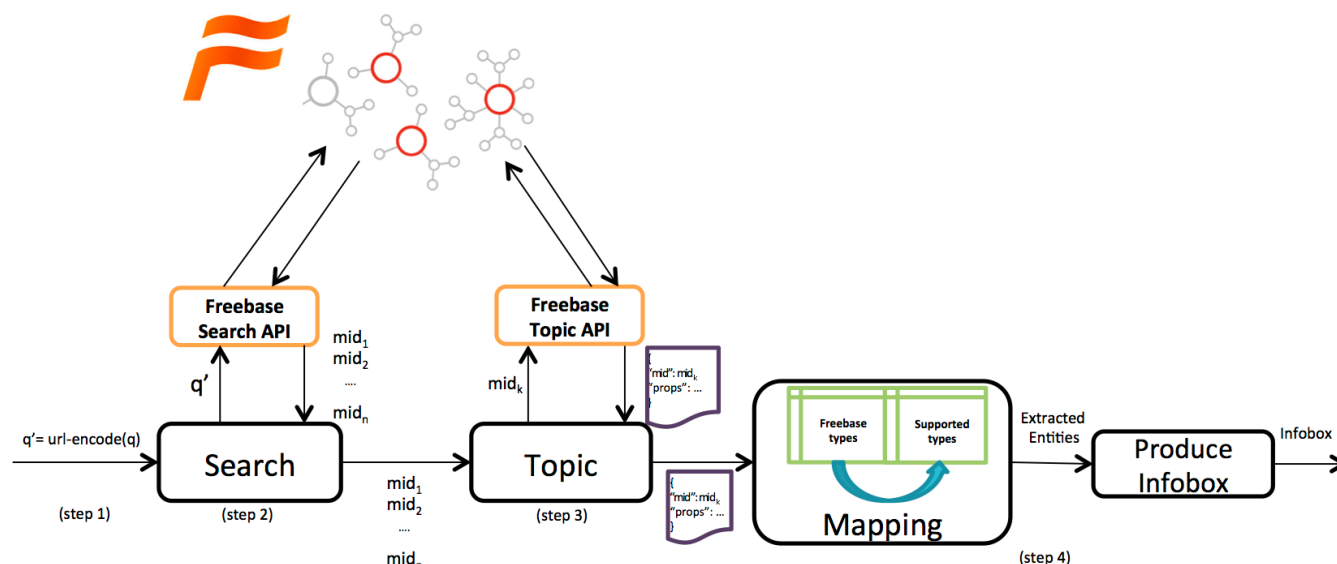 Freebase
Search API
Freebase
Topic API
mid1
mid2
....
midn
q'
midk
{
"mid": midk
"props": ...
}
q'= url-encode(q)
Search
Topic
Freebase
types
Supported
types
Mapping
Extracted
Entities
Produce
Infobox
Infobox
(step 1)
(step 2)
mid1
mid2
....
(step 3)
{
"mid": midk
"props": ...
}
(step 4)